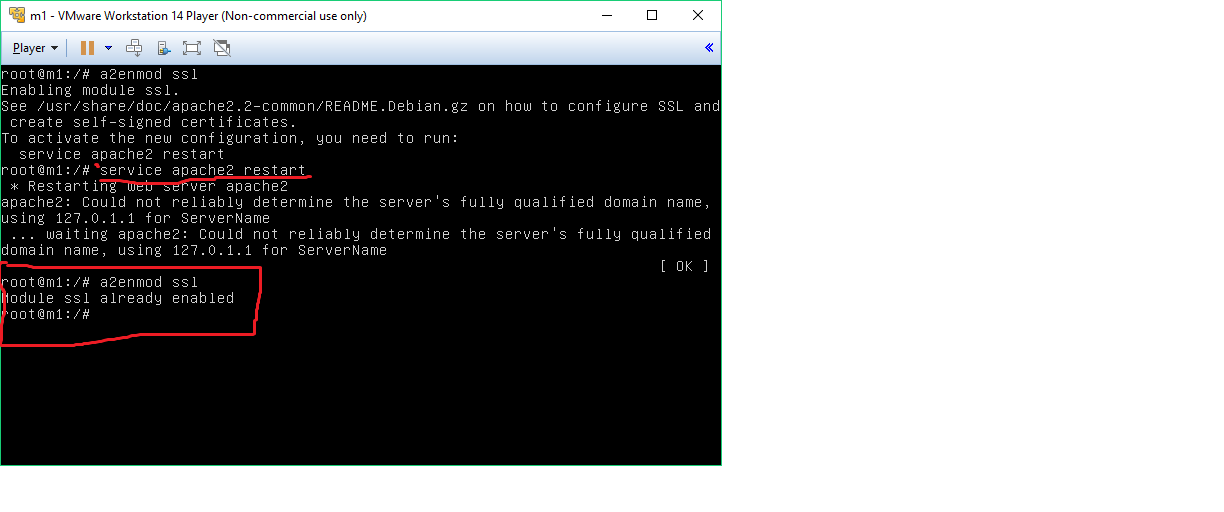 m1 - VMware Workstation 14 Player (Non-commercial use only)
Player
root@m1:/# a2enmod ssl
Enabling module ssl.
See /usr/share/doc/apache2.2-common/README.Debian.gz on how to configure SSL and
 create self-signed certificates.
To activate the new configuration, you need to run:
  service apache2 restart
root@m1:/# service apache2 restart
 * Restarting web server apache2
apache2: Could not reliably determine the server's fully qualified domain name,
using 127.0.1.1 for ServerName
 ... waiting apache2: Could not reliably determine the server's fully qualified
domain name, using 127.0.1.1 for ServerName
[ OK ]
root@m1:/# a2enmod ssl
Module ssl already enabled
root@m1:/#